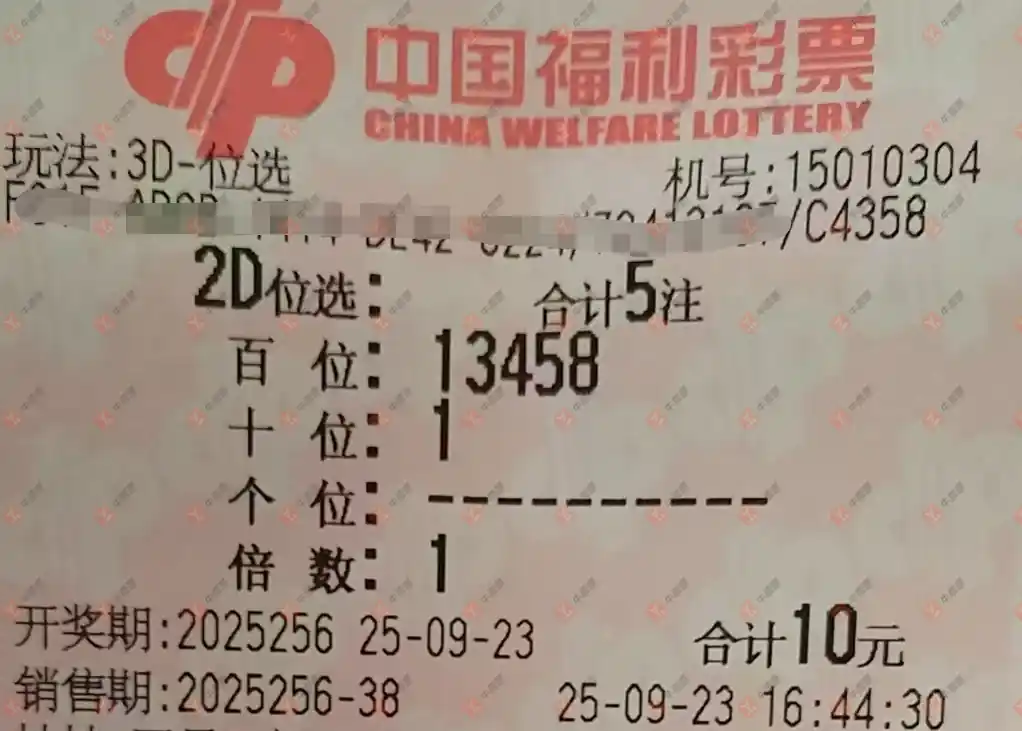 中国福利彩票
CHINA WELFARE LOTTERY
玩法:3D-位选 机号:15010304
/C4358
2D位选: 合计5注
百 位: 13458
十 位: 1
个 位: ----------
倍 数: 1
开奖期:2025256 25-09-23 合计10元
销售期:2025256-38 25-09-23 16:44:30